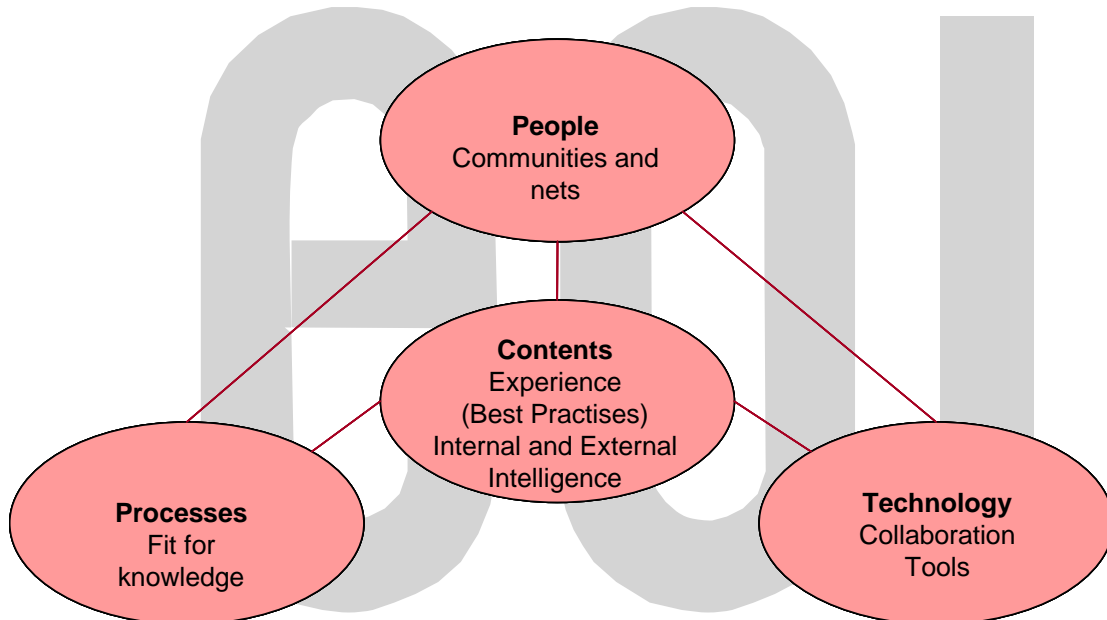 People
Communities and
nets
Contents
Experience
(Best Practises)
Internal and External
Intelligence
Processes
Fit for
knowledge
Technology
Collaboration
Tools